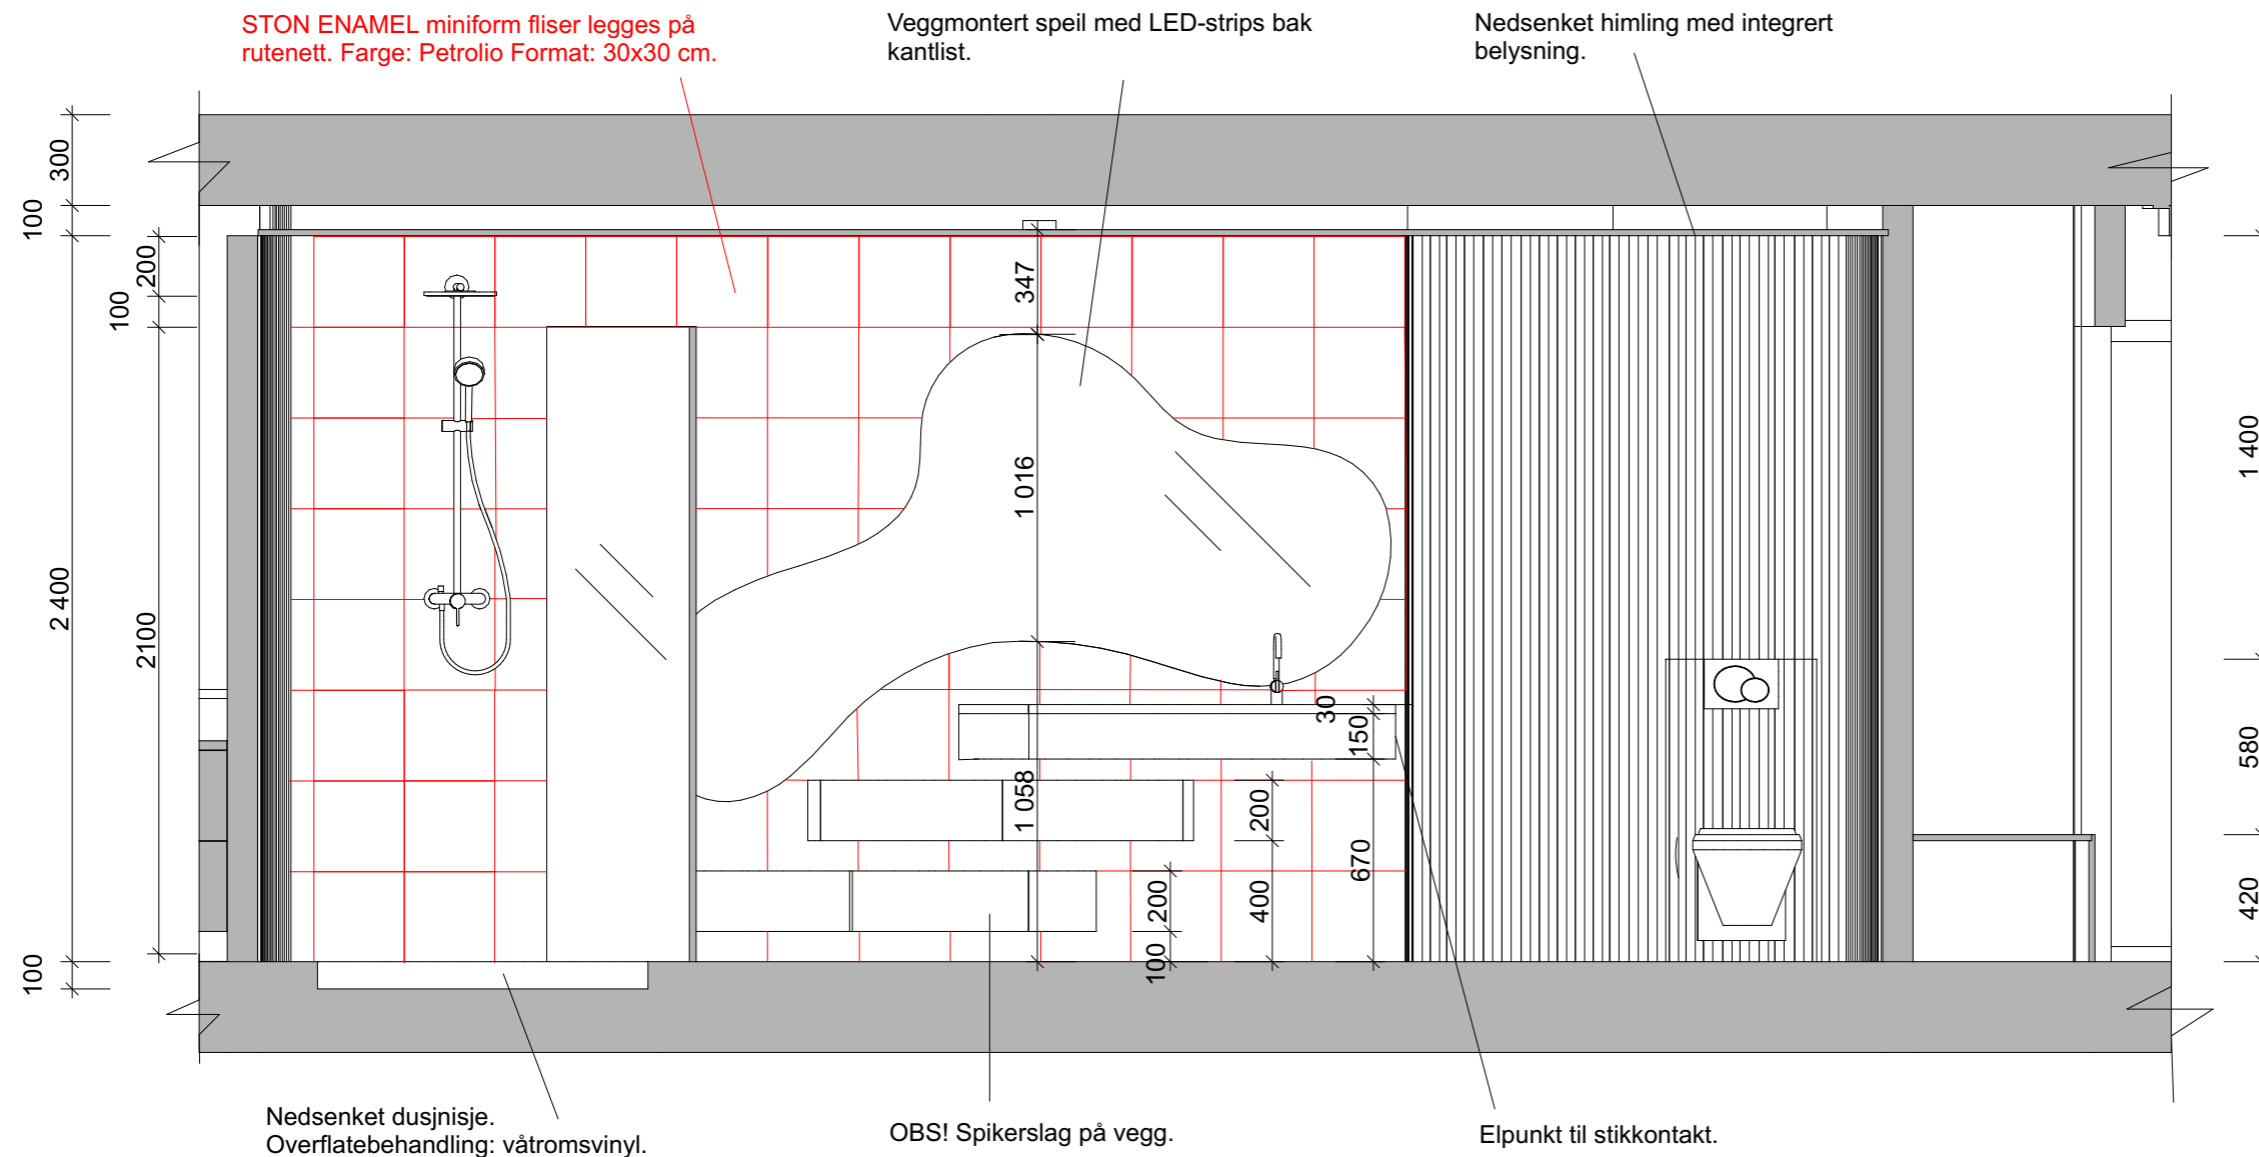 STON ENAMEL miniform fliser legges på
rutenett. Farge: Petrolio Format: 30x30 cm.
Veggmontert speil med LED-strips bak
kantlist.
Nedsenket himling med integrert
belysning.
300
100
2 400
100
200
100
2100
347
1 016
1 058
30
150
670
200
400
200
100
1 400
580
420
Nedsenket dusjnisje.
Overflatebehandling: våtromsvinyl.
OBS! Spikerslag på vegg.
Elpunkt til stikkontakt.